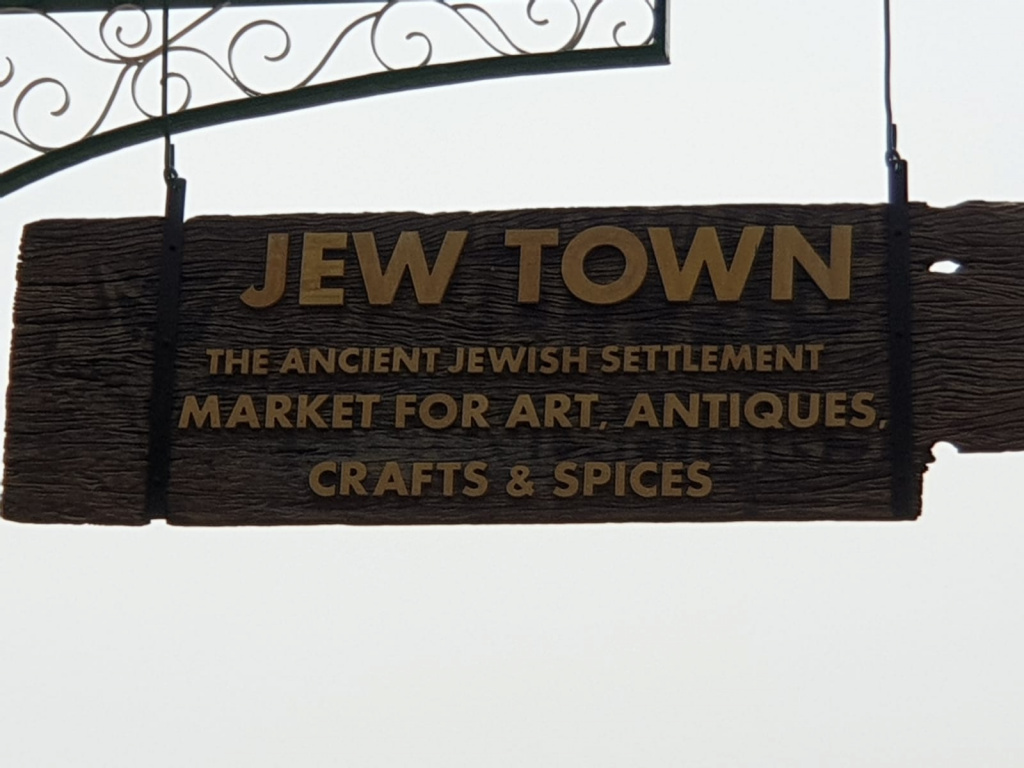 JEW TOWN
THE ANCIENT JEWISH SETTLEMENT
MARKET FOR ART, ANTIQUES,
CRAFTS & SPICES